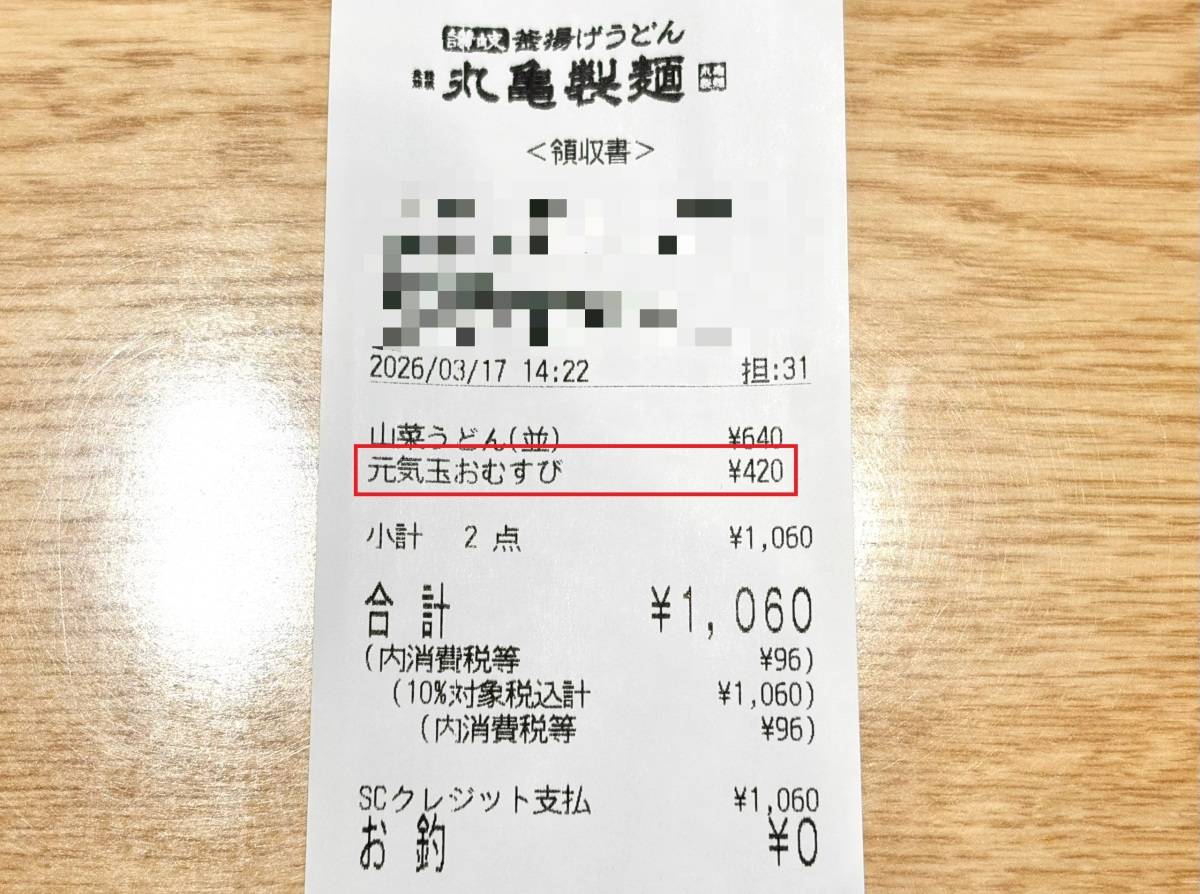 讃岐釜揚げうどん
丸亀製麺
<領収書>
2026/03/17 14:22 担:31
山菜うどん(並) ¥640
元気玉おむすび ¥420
小計 2点 ¥1,060
合計 ¥1,060
(内消費税等 ¥96)
(10%対象税込計 ¥1,060)
(内消費税等 ¥96)
SCクレジット支払 ¥1,060
お釣 ¥0